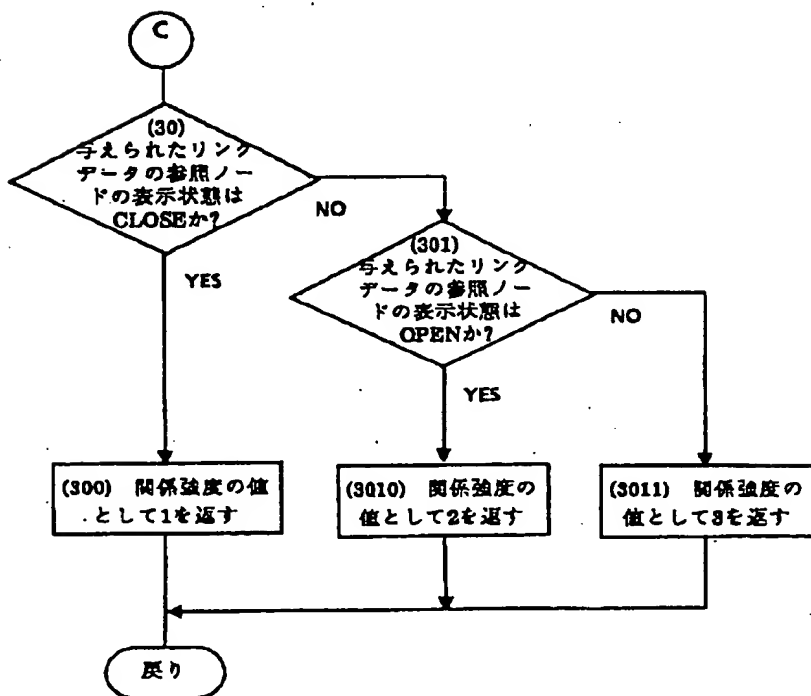 C
(30)
与えられたリンク
データの参照ノー
ドの表示状態は
CLOSEか?
NO
YES
(301)
与えられたリンク
データの参照ノー
ドの表示状態は
OPENか?
NO
YES
(300) 関係強度の値
として1を返す
(3010) 関係強度の
値として2を返す
(3011) 関係強度の
値として3を返す
戻り